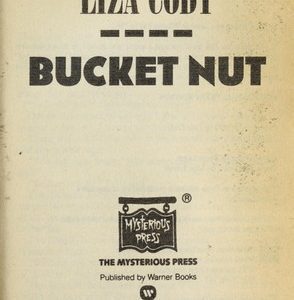 LIZA CODY
BUCKET NUT
®
MYSTERIOUS
PRESS
THE MYSTERIOUS PRESS
Published by Warner Books